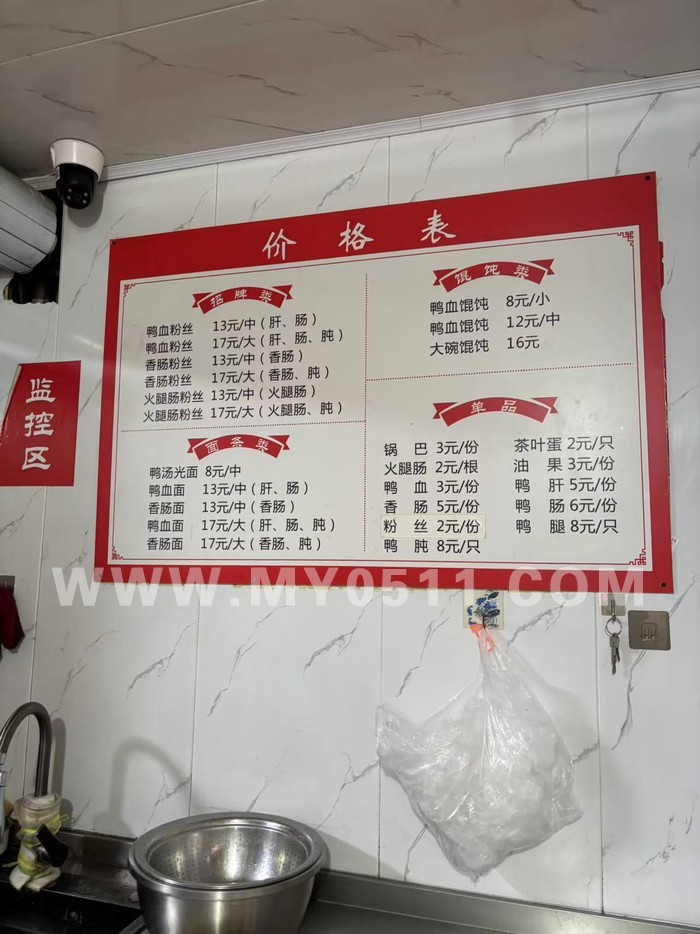 价格表
招牌类
鸭血粉丝 13元/中(肝、肠)
鸭血粉丝 17元/大(肝、肠、肫)
香肠粉丝 13元/中(香肠)
香肠粉丝 17元/大(香肠、肫)
火腿肠粉丝 13元/中(火腿肠)
火腿肠粉丝 17元/大(火腿肠、肫)
面条类
鸭汤光面 8元/中
鸭血面 13元/中(肝、肠)
香肠面 13元/中(香肠)
鸭血面 17元/大(肝、肠、肫)
香肠面 17元/大(香肠、肫)
馄饨类
鸭血馄饨 8元/小
鸭血馄饨 12元/中
大碗馄饨 16元
单品
锅巴 3元/份 茶叶蛋 2元/只
火腿肠 2元/根 油果 3元/份
鸭血 3元/份 鸭肝 5元/份
香肠 5元/份 鸭肠 6元/份
粉丝 2元/份 鸭腿 8元/只
鸭肫 8元/只
监控区
WWW.MY0511.COM